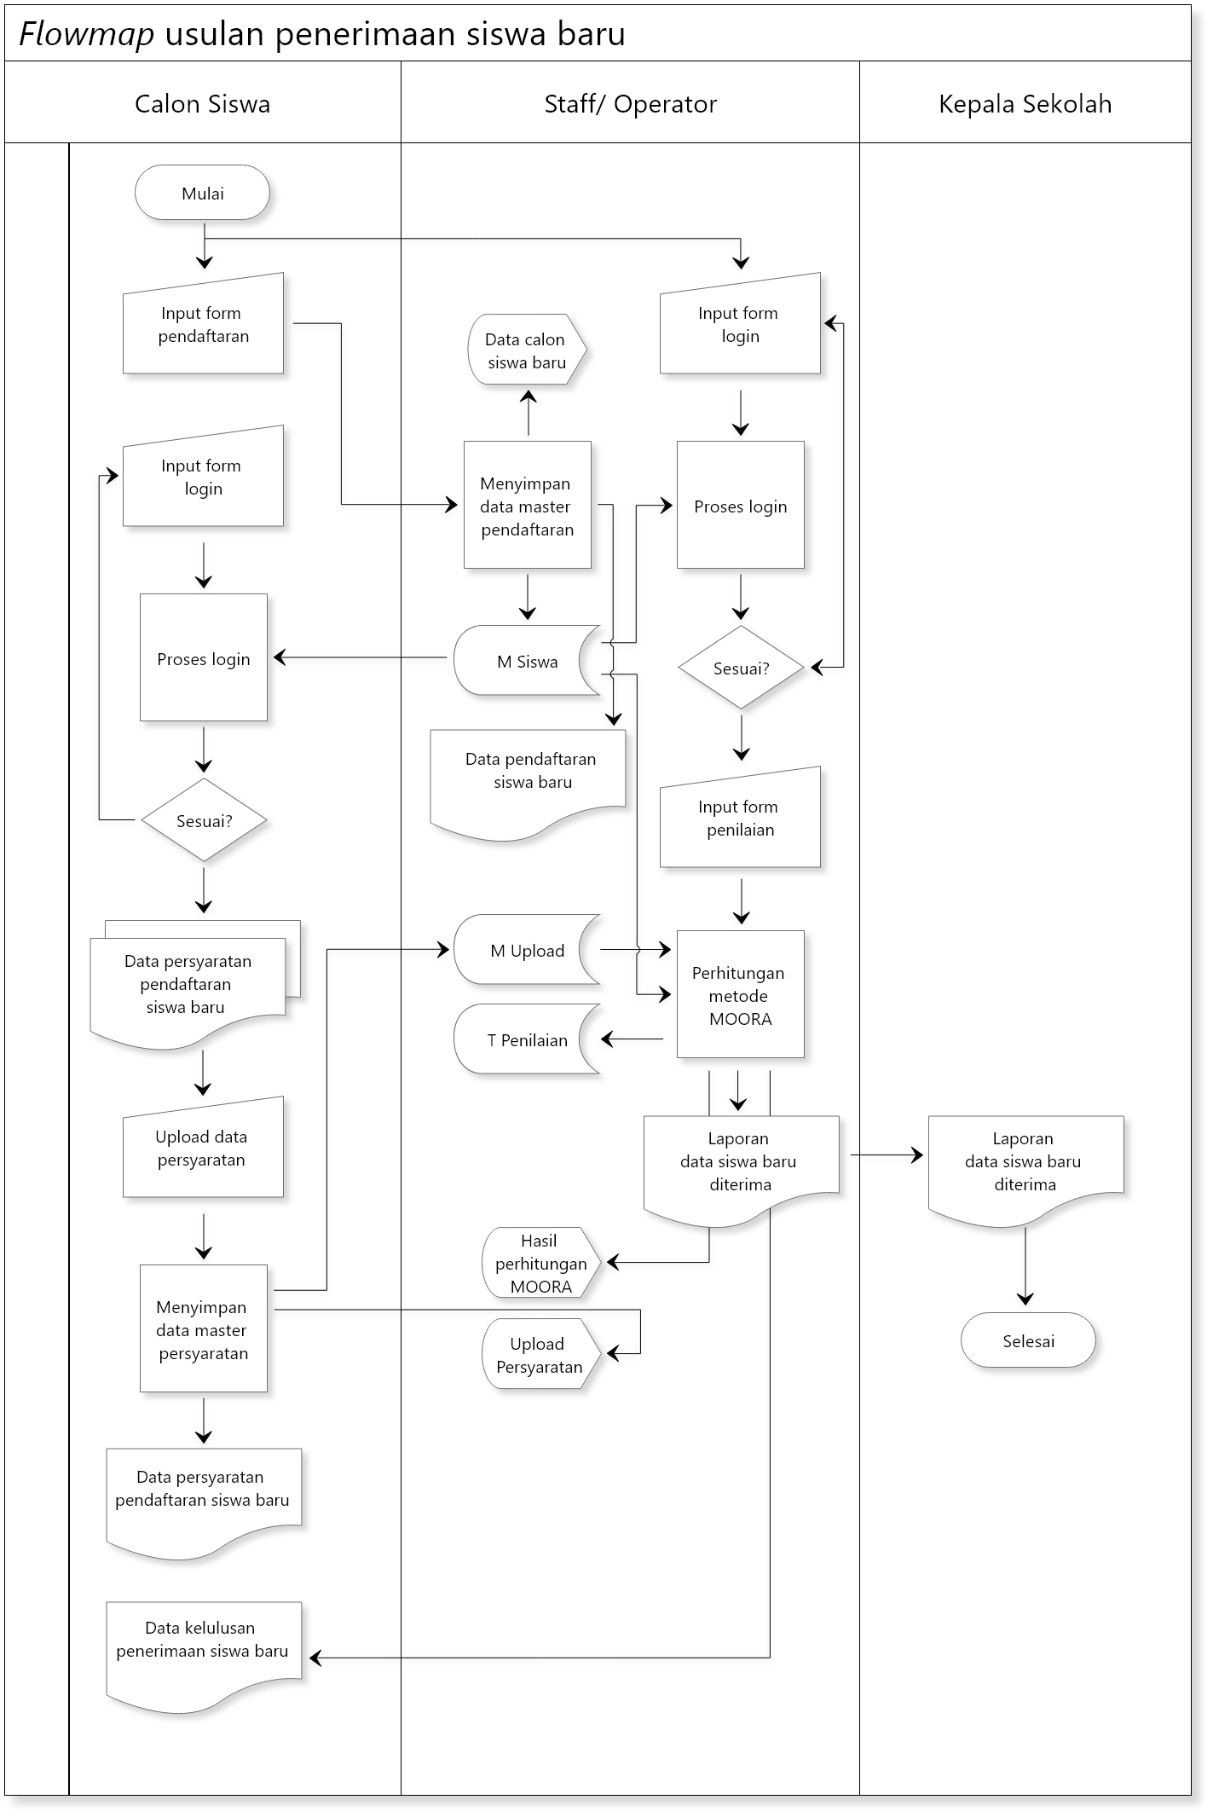 Flowmap usulan penerimaan siswa baru
Calon Siswa
Staff/ Operator
Kepala Sekolah
Mulai
Input form
pendaftaran
Input form
login
Proses login
Sesuai?
Data persyaratan
pendaftaran
siswa baru
Upload data
persyaratan
Menyimpan
data master
persyaratan
Data persyaratan
pendaftaran siswa baru
Data kelulusan
penerimaan siswa baru
Data calon
siswa baru
Menyimpan
data master
pendaftaran
M Siswa
Data pendaftaran
siswa baru
M Upload
T Penilaian
Hasil
perhitungan
MOORA
Upload
Persyaratan
Input form
login
Proses login
Sesuai?
Input form
penilaian
Perhitungan
metode
MOORA
Laporan
data siswa baru
diterima
Laporan
data siswa baru
diterima
Selesai